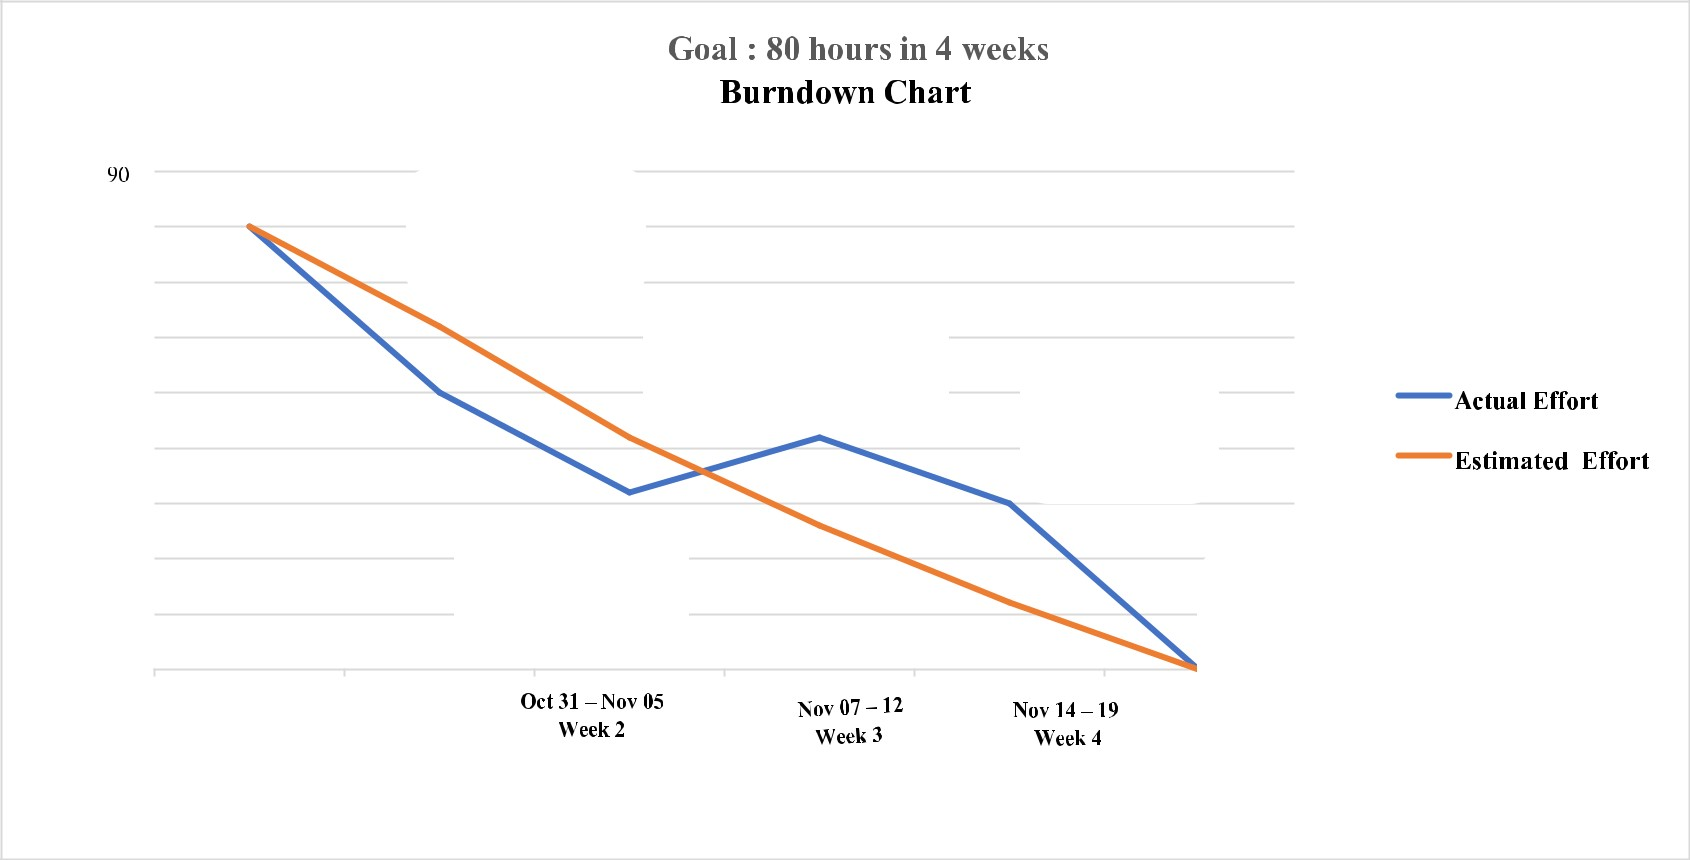 Goal : 80 hours in 4 weeks
Burndown Chart
90
Actual Effort
Estimated Effort
Oct 31 – Nov 05
Week 2
Nov 07 – 12
Week 3
Nov 14 – 19
Week 4